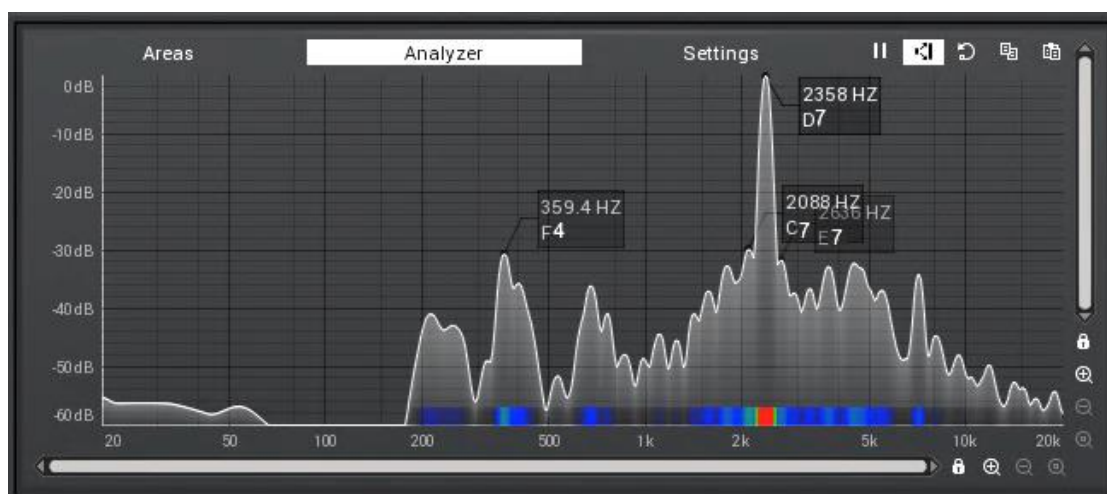 Areas
Analyzer
Settings
0dB
-10dB
-20dB
-30dB
-40dB
-50dB
-60dB
2358 HZ
D7
359.4 HZ
F4
2088 HZ
C7
2636 HZ
E7
20
50
100
200
500
1k
2k
5k
10k
20k